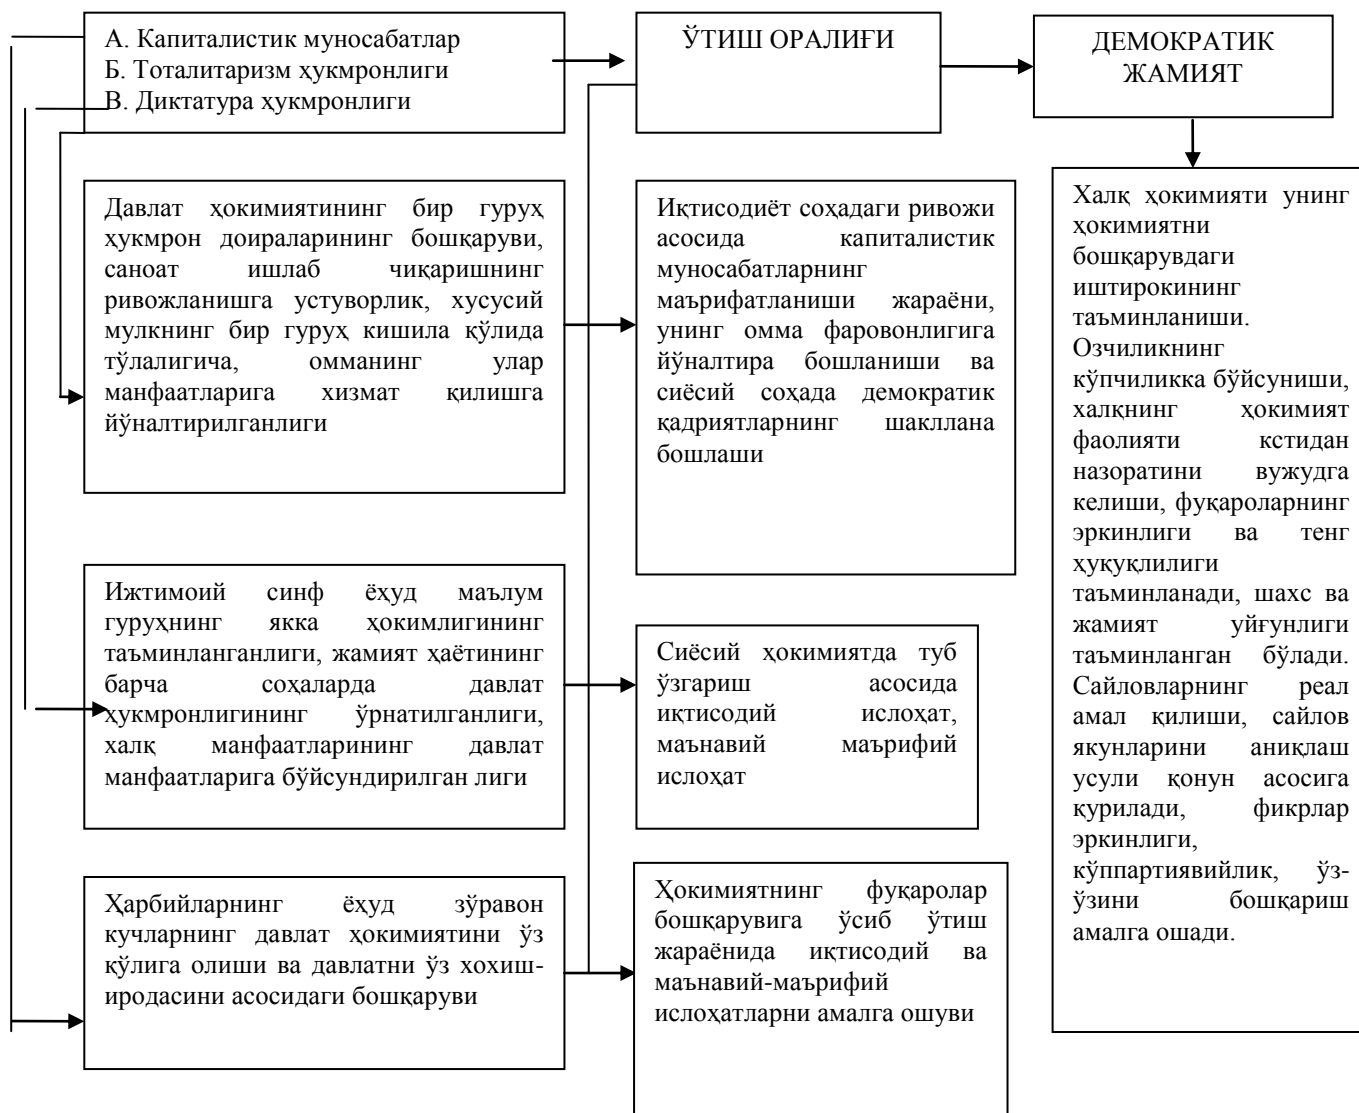 А. Капиталистик муносабатлар
Б. Тоталитаризм ҳукмронлиги
В. Диктатура ҳукмронлиги
ЎТИШ ОРАЛИҒИ
ДЕМОКРАТИК
ЖАМИЯТ
Давлат ҳокимиятининг бир гуруҳ
ҳукмрон доираларининг бошқаруви,
саноат ишлаб чиқаришнинг
ривожланишга устуворлик, хусусий
мулкнинг бир гуруҳ кишила қўлида
тўлалигича, омманинг улар
манфаатларига хизмат қилишга
йўналтирилганлиги
Иқтисодиёт соҳадаги ривожи
асосида капиталистик
муносабатларнинг
маърифатланиши жараёни,
унинг омма фаровонлигига
йўналтира бошланиши ва
сиёсий соҳада демократик
қадриятларнинг шакллана
бошлаши
Халқ ҳокимияти унинг
ҳокимиятни
бошқарувдаги
иштирокининг
таъминланиши.
Озчиликнинг
кўпчиликка бўйсуниши,
халқнинг ҳокимият
фаолияти кстидан
назоратини вужудга
келиши, фуқароларнинг
эркинлиги ва тенг
ҳуқуқлилиги
таъминланади, шахс ва
жамият уйғунлиги
таъминланган бўлади.
Сайловларнинг реал
амал қилиши, сайлов
якунларини аниқлаш
усули қонун асосига
қурилади, фикрлар
эркинлиги,
кўппартиявийлик, ўз-
ўзини бошқариш
амалга ошади.
Ижтимоий синф ёҳуд маълум
гуруҳнинг якка ҳокимлигининг
таъминланганлиги, жамият ҳаётининг
барча соҳаларда давлат
ҳукмронлигининг ўрнатилганлиги,
халқ манфаатларининг давлат
манфаатларига бўйсундирилган лиги
Сиёсий ҳокимиятда туб
ўзгариш асосида
иқтисодий ислоҳат,
маънавий маърифий
ислоҳат
Ҳарбийларнинг ёҳуд зўравон
кучларнинг давлат ҳокимиятини ўз
қўлига олиши ва давлатни ўз хохиш-
иродасини асосидаги бошқаруви
Ҳокимиятнинг фуқаролар
бошқарувига ўсиб ўтиш
жараёнида иқтисодий ва
маънавий-маърифий
ислоҳатларни амалга ошуви